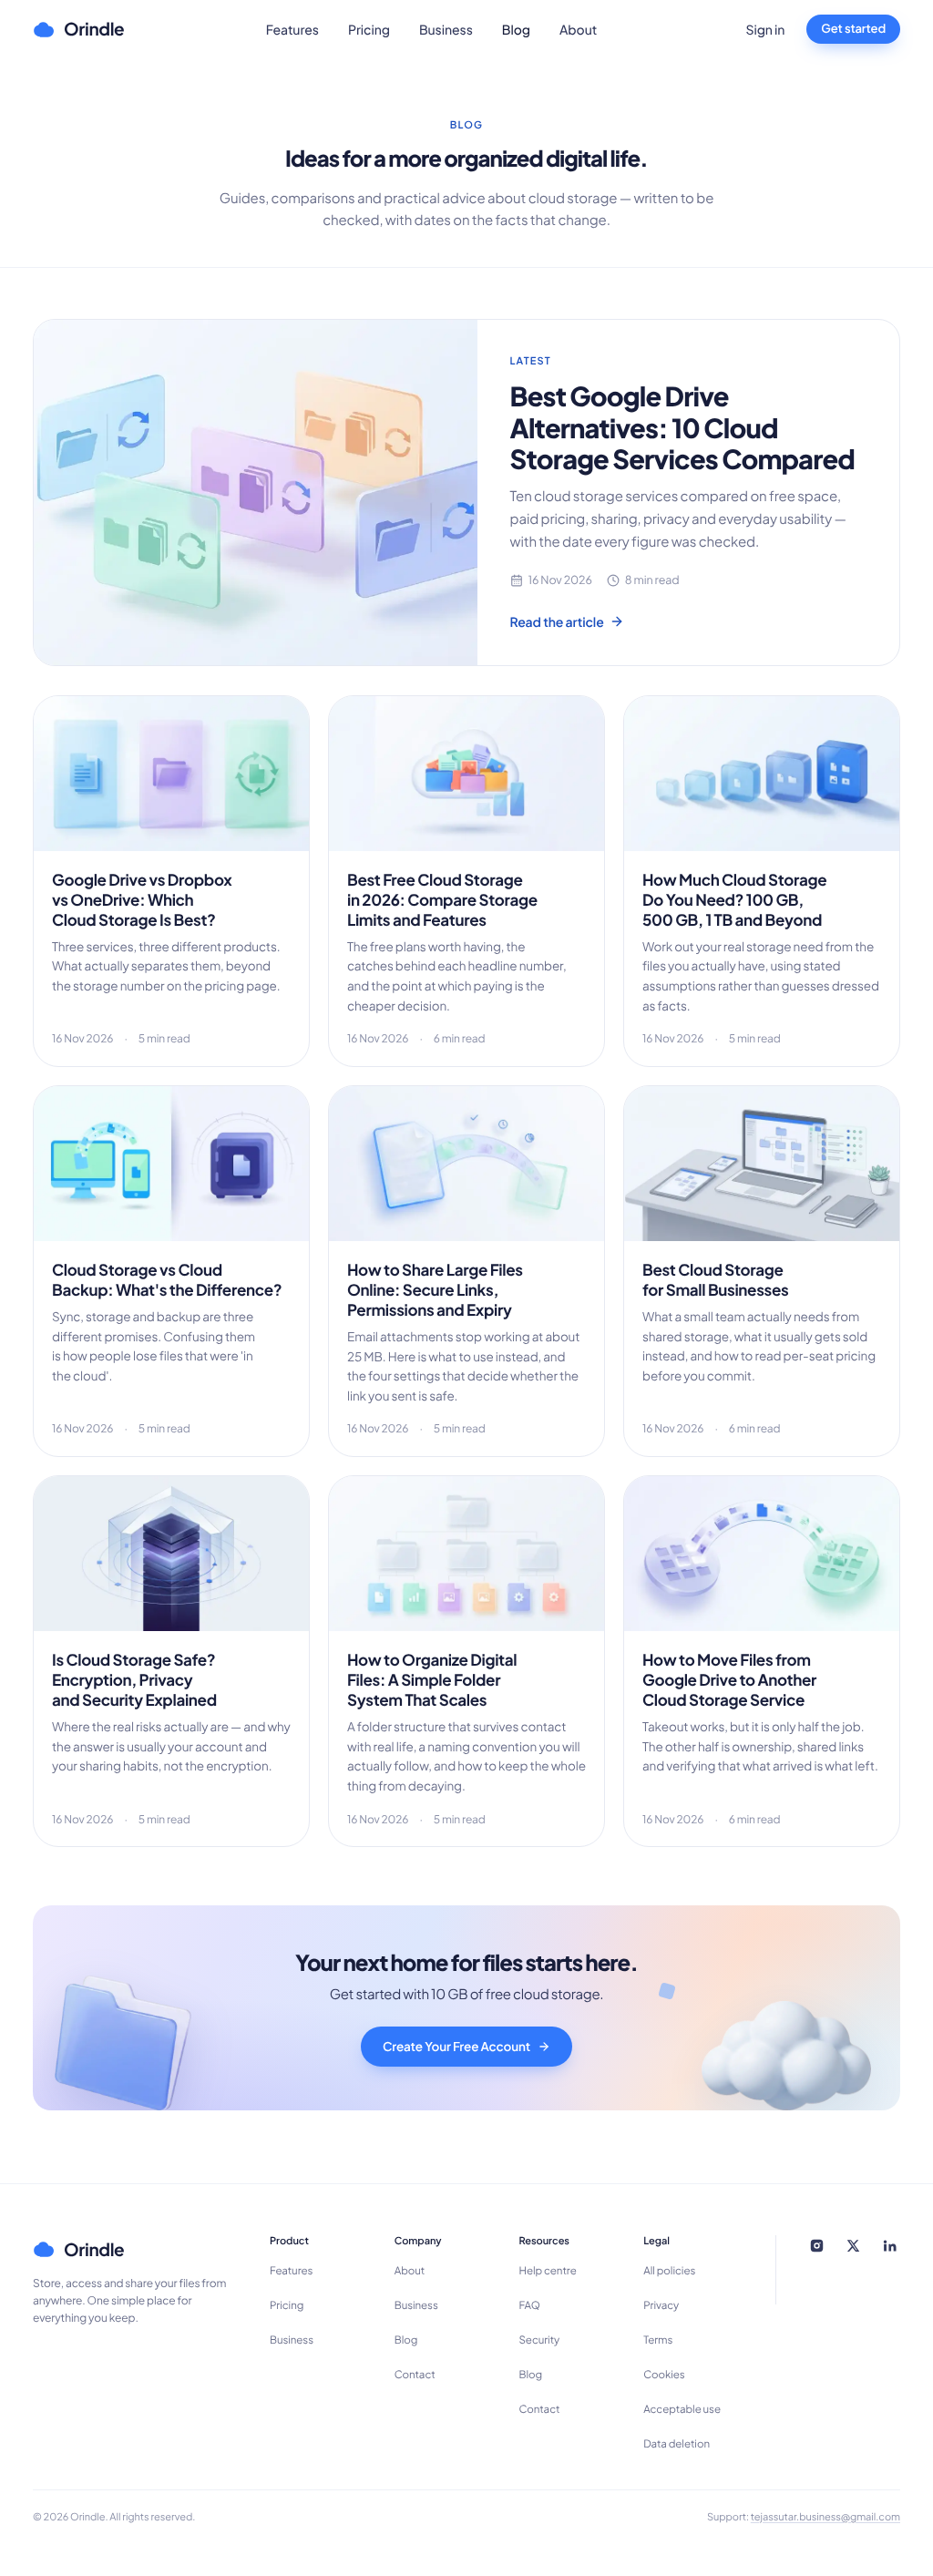 Orindle
Features Pricing Business Blog About
Sign in Get started
BLOG
Ideas for a more organized digital life.
Guides, comparisons and practical advice about cloud storage — written to be
checked, with dates on the facts that change.
LATEST
Best Google Drive
Alternatives: 10 Cloud
Storage Services Compared
Ten cloud storage services compared on free space,
paid pricing, sharing, privacy and everyday usability —
with the date every figure was checked.
16 Nov 2026 8 min read
Read the article →
Google Drive vs Dropbox
vs OneDrive: Which
Cloud Storage Is Best?
Three services, three different products.
What actually separates them, beyond
the storage number on the pricing page.
16 Nov 2026 · 5 min read
Best Free Cloud Storage
in 2026: Compare Storage
Limits and Features
The free plans worth having, the
catches behind each headline number,
and the point at which paying is the
cheaper decision.
16 Nov 2026 · 6 min read
How Much Cloud Storage
Do You Need? 100 GB,
500 GB, 1 TB and Beyond
Work out your real storage need from the
files you actually have, using stated
assumptions rather than guesses dressed
as facts.
16 Nov 2026 · 5 min read
Cloud Storage vs Cloud
Backup: What's the Difference?
Sync, storage and backup are three
different promises. Confusing them
is how people lose files that were 'in
the cloud'.
16 Nov 2026 · 5 min read
How to Share Large Files
Online: Secure Links,
Permissions and Expiry
Email attachments stop working at about
25 MB. Here is what to use instead, and
the four settings that decide whether the
link you sent is safe.
16 Nov 2026 · 5 min read
Best Cloud Storage
for Small Businesses
What a small team actually needs from
shared storage, what it usually gets sold
instead, and how to read per-seat pricing
before you commit.
16 Nov 2026 · 6 min read
Is Cloud Storage Safe?
Encryption, Privacy
and Security Explained
Where the real risks actually are — and why
the answer is usually your account and
your sharing habits, not the encryption.
16 Nov 2026 · 5 min read
How to Organize Digital
Files: A Simple Folder
System That Scales
A folder structure that survives contact
with real life, a naming convention you will
actually follow, and how to keep the whole
thing from decaying.
16 Nov 2026 · 5 min read
How to Move Files from
Google Drive to Another
Cloud Storage Service
Takeout works, but it is only half the job.
The other half is ownership, shared links
and verifying that what arrived is what left.
16 Nov 2026 · 6 min read
Your next home for files starts here.
Get started with 10 GB of free cloud storage.
Create Your Free Account →
Orindle
Store, access and share your files from
anywhere. One simple place for
everything you keep.
Product
Features
Pricing
Business
Company
About
Business
Blog
Contact
Resources
Help centre
FAQ
Security
Blog
Contact
Legal
All policies
Privacy
Terms
Cookies
Acceptable use
Data deletion
© 2026 Orindle. All rights reserved.
Support: tejassutar.business@gmail.com